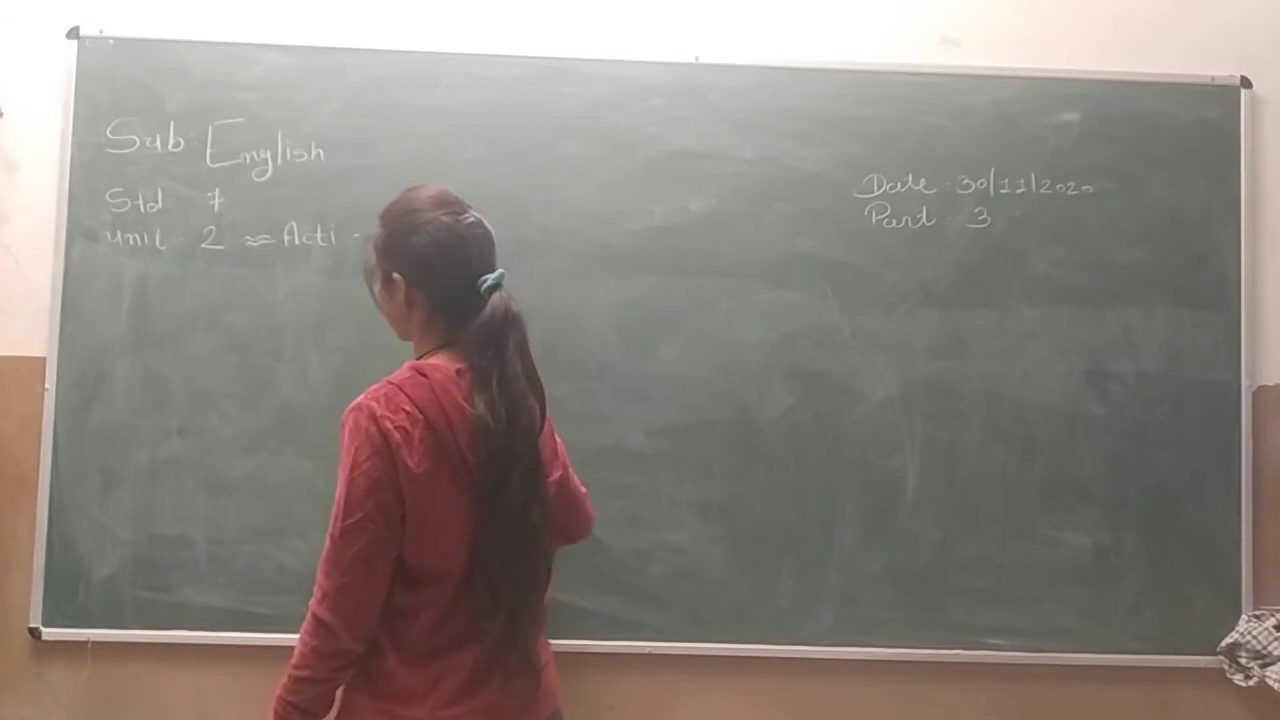 Sub English
Std 7
unit 2 ≈ Acti -
Date - 30/11/2020
Part - 3